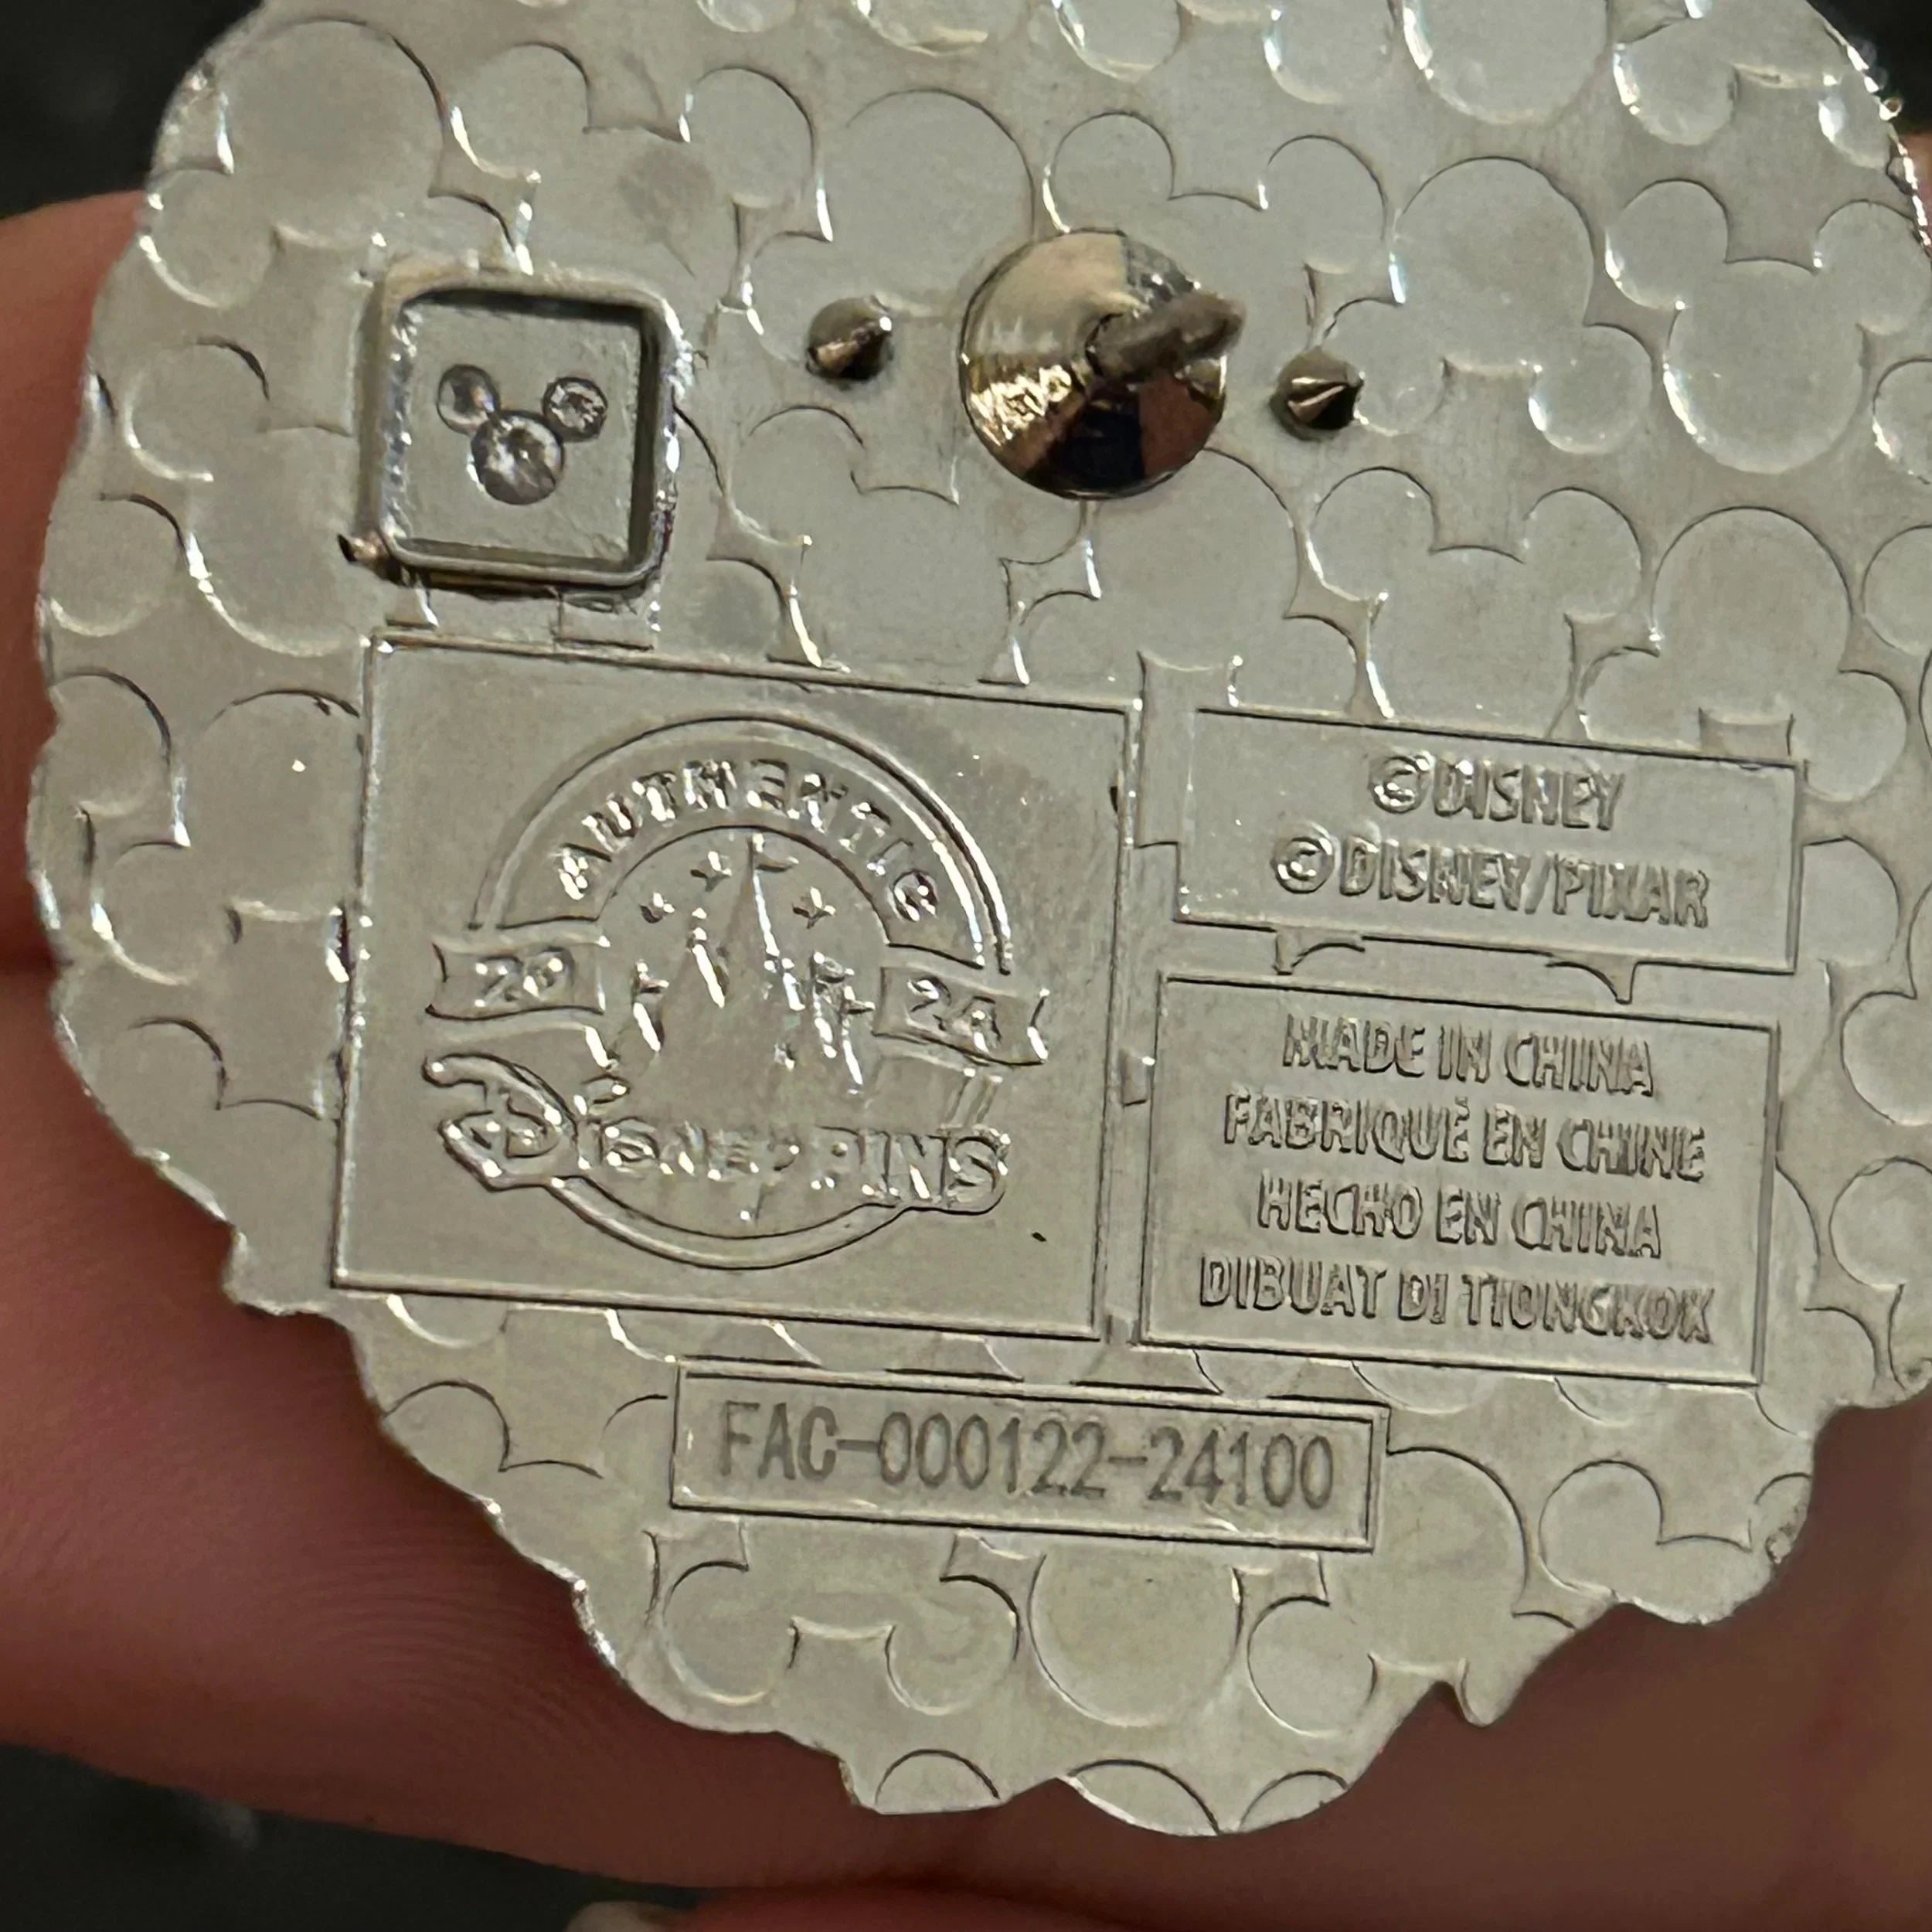 AUTHENTIC
20 24
Disney PINS
©DISNEY
©DISNEY/PIXAR
MADE IN CHINA
FABRIQUÉ EN CHINE
HECHO EN CHINA
DIBUAT DI TIONGKOK
FAC-000122-24100